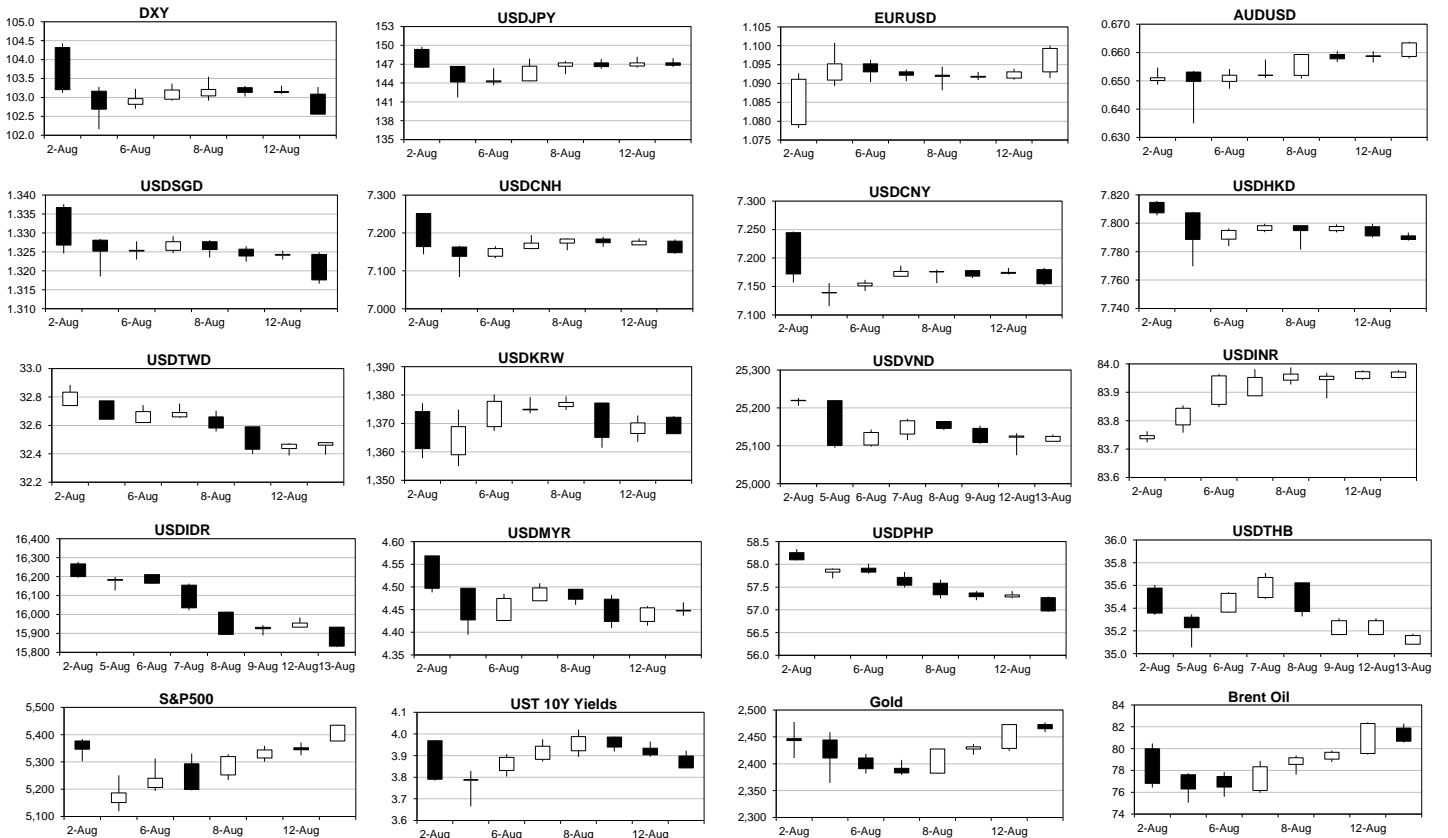 DXY
105.0
104.5
104.0
103.5
103.0
102.5
102.0
2-Aug 6-Aug 8-Aug 12-Aug
USDJPY
153
150
147
144
141
138
135
2-Aug 6-Aug 8-Aug 12-Aug
EURUSD
1.105
1.100
1.095
1.090
1.085
1.080
1.075
2-Aug 6-Aug 8-Aug 12-Aug
AUDUSD
0.670
0.660
0.650
0.640
0.630
2-Aug 6-Aug 8-Aug 12-Aug
USDSGD
1.340
1.335
1.330
1.325
1.320
1.315
1.310
2-Aug 6-Aug 8-Aug 12-Aug
USDCNH
7.300
7.200
7.100
7.000
2-Aug 6-Aug 8-Aug 12-Aug
USDCNY
7.300
7.250
7.200
7.150
7.100
2-Aug 6-Aug 8-Aug 12-Aug
USDHKD
7.820
7.800
7.780
7.760
7.740
2-Aug 6-Aug 8-Aug 12-Aug
USDTWD
33.0
32.8
32.6
32.4
32.2
2-Aug 6-Aug 8-Aug 12-Aug
USDKRW
1,390
1,380
1,370
1,360
1,350
2-Aug 6-Aug 8-Aug 12-Aug
USDVND
25,300
25,200
25,100
25,000
2-Aug 5-Aug 6-Aug 7-Aug 8-Aug 9-Aug 12-Aug 13-Aug
USDINR
84.0
83.9
83.8
83.7
83.6
2-Aug 6-Aug 8-Aug 12-Aug
USDIDR
16,400
16,300
16,200
16,100
16,000
15,900
15,800
2-Aug 5-Aug 6-Aug 7-Aug 8-Aug 9-Aug 12-Aug 13-Aug
USDMYR
4.60
4.55
4.50
4.45
4.40
4.35
2-Aug 6-Aug 8-Aug 12-Aug
USDPHP
58.5
58.0
57.5
57.0
56.5
56.0
2-Aug 6-Aug 8-Aug 12-Aug
USDTHB
36.0
35.8
35.6
35.4
35.2
35.0
2-Aug 5-Aug 6-Aug 7-Aug 8-Aug 9-Aug 12-Aug 13-Aug
S&P500
5,500
5,400
5,300
5,200
5,100
2-Aug 6-Aug 8-Aug 12-Aug
UST 10Y Yields
4.1
4.0
3.9
3.8
3.7
3.6
2-Aug 6-Aug 8-Aug 12-Aug
Gold
2,500
2,450
2,400
2,350
2,300
2-Aug 6-Aug 8-Aug 12-Aug
Brent Oil
84
82
80
78
76
74
2-Aug 6-Aug 8-Aug 12-Aug